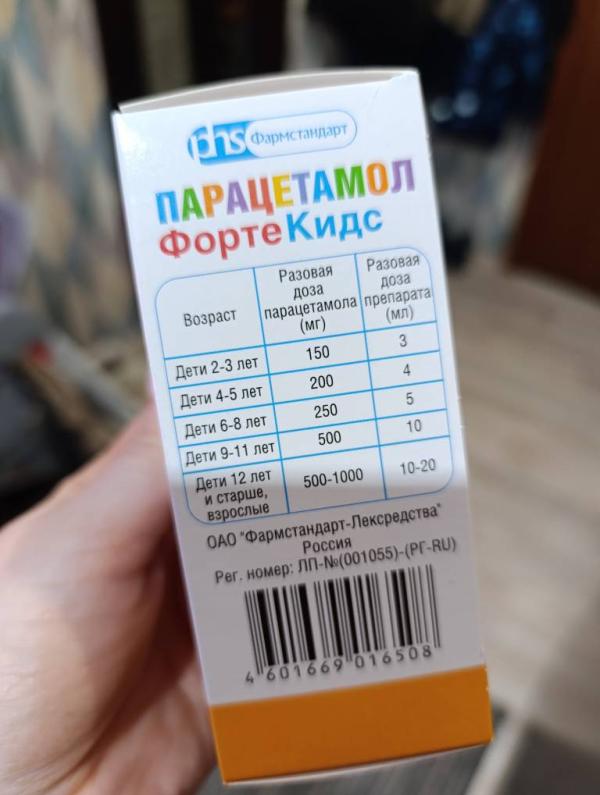 phs Фармстандарт
ПАРАЦЕТАМОЛ
Форте Кидс
Возраст
Разовая
доза
парацетамола
(мг)
Разовая
доза
препарата
(мл)
Дети 2-3 лет 150 3
Дети 4-5 лет 200 4
Дети 6-8 лет 250 5
Дети 9-11 лет 500 10
Дети 12 лет
и старше,
взрослые
500-1000 10-20
ОАО "Фармстандарт-Лексредства"
Россия
Рег. номер: ЛП-№(001055)-(РГ-RU)
4 601669 016508